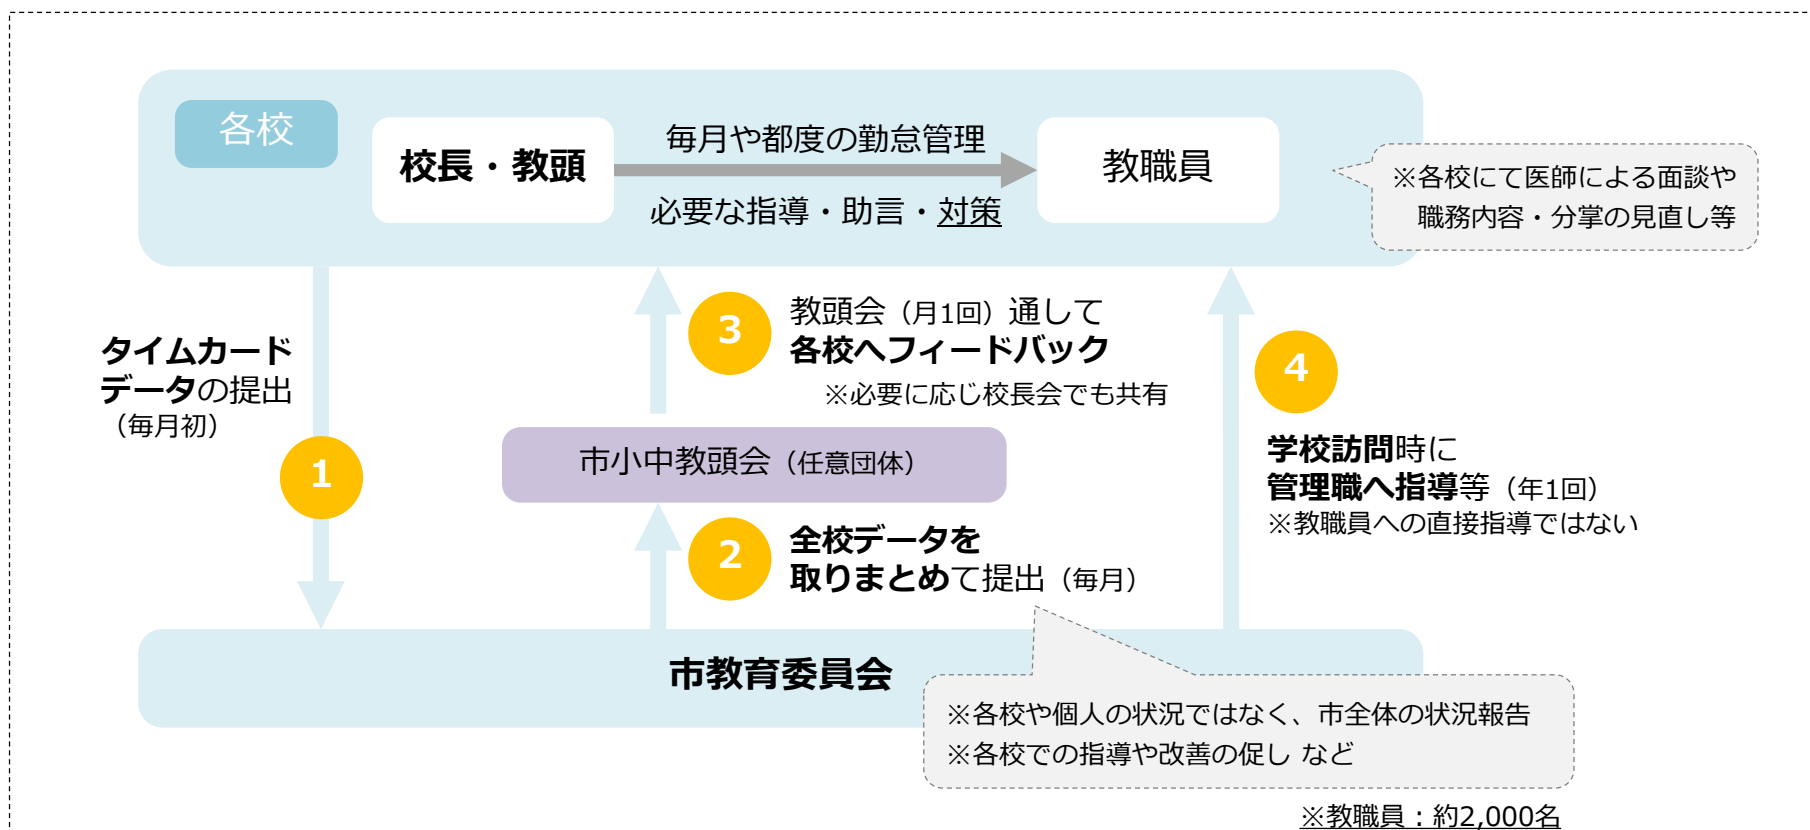 各校
校長・教頭
毎月や都度の勤怠管理
必要な指導・助言・対策
教職員
※各校にて医師による面談や
職務内容・分掌の見直し等
タイムカード
データの提出
（毎月初）
1
3
教頭会（月1回）通して
各校へフィードバック
※必要に応じ校長会でも共有
4
学校訪問時に
管理職へ指導等（年1回）
※教職員への直接指導ではない
市小中教頭会（任意団体）
2
全校データを
取りまとめて提出（毎月）
市教育委員会
※各校や個人の状況ではなく、市全体の状況報告
※各校での指導や改善の促し など
※教職員：約2,000名